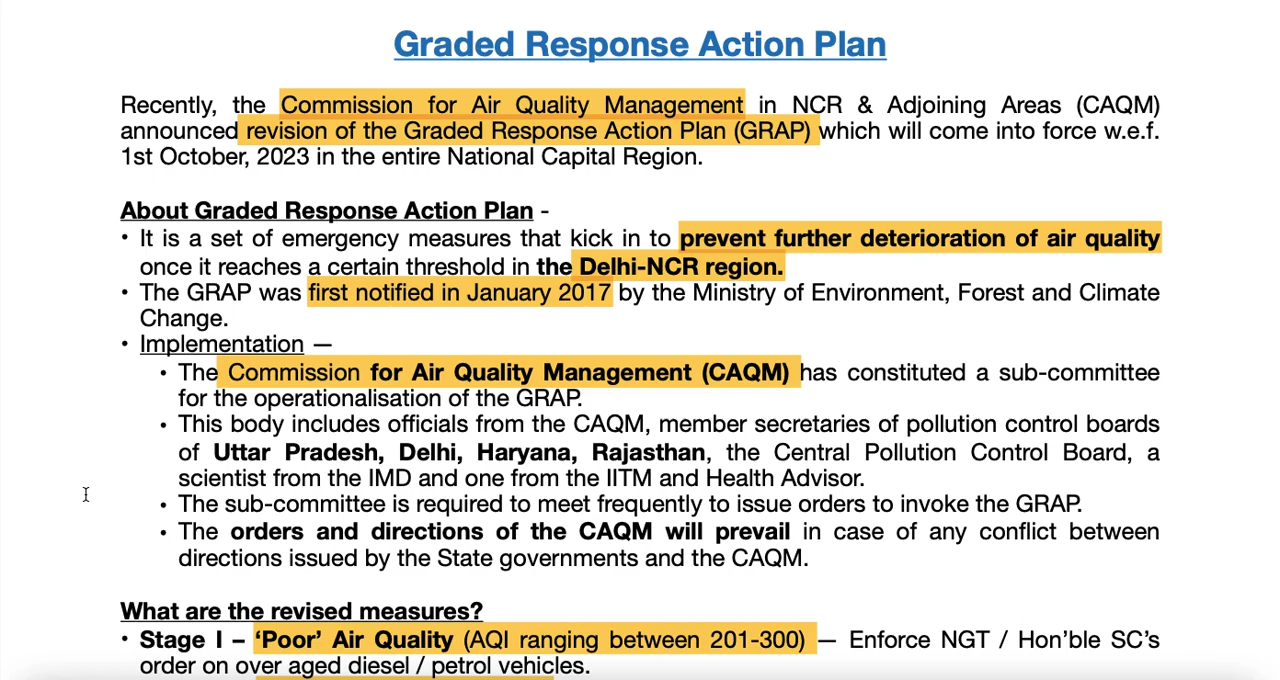 Graded Response Action Plan
Recently, the Commission for Air Quality Management in NCR & Adjoining Areas (CAQM)
announced revision of the Graded Response Action Plan (GRAP) which will come into force w.e.f.
1st October, 2023 in the entire National Capital Region.
About Graded Response Action Plan -
• It is a set of emergency measures that kick in to prevent further deterioration of air quality
once it reaches a certain threshold in the Delhi-NCR region.
• The GRAP was first notified in January 2017 by the Ministry of Environment, Forest and Climate
Change.
• Implementation —
• The Commission for Air Quality Management (CAQM) has constituted a sub-committee
for the operationalisation of the GRAP.
• This body includes officials from the CAQM, member secretaries of pollution control boards
of Uttar Pradesh, Delhi, Haryana, Rajasthan, the Central Pollution Control Board, a
scientist from the IMD and one from the IITM and Health Advisor.
• The sub-committee is required to meet frequently to issue orders to invoke the GRAP.
• The orders and directions of the CAQM will prevail in case of any conflict between
directions issued by the State governments and the CAQM.
What are the revised measures?
• Stage I – ‘Poor’ Air Quality (AQI ranging between 201-300) — Enforce NGT / Hon’ble SC’s
order on over aged diesel / petrol vehicles.